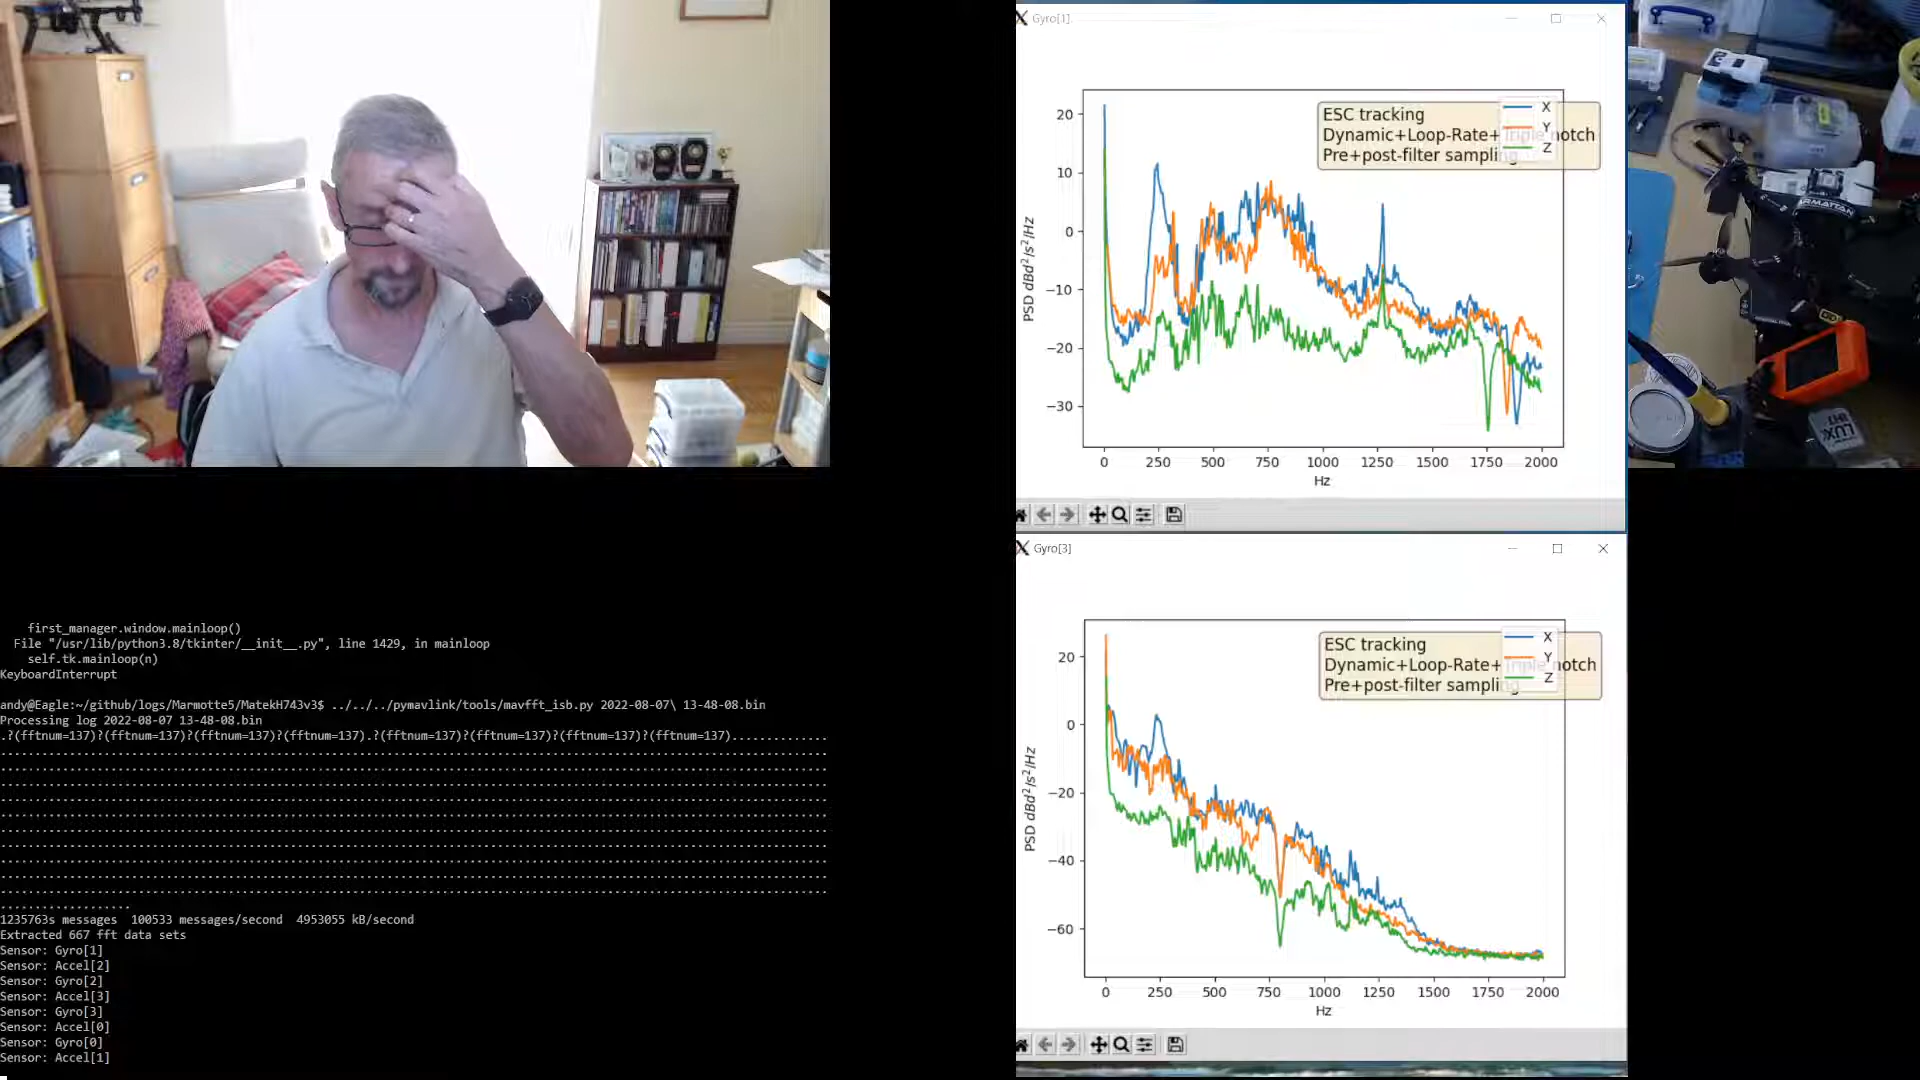 first_manager.window.mainloop()
File "/usr/lib/python3.8/tkinter/__init__.py", line 1429, in mainloop
self.tk.mainloop(n)
KeyboardInterrupt
andy@Eagle:~/github/logs/Marmotte5/MatekH743v3$ ../../../pymavlink/tools/mavfft_isb.py 2022-08-07\ 13-48-08.bin
Processing log 2022-08-07 13-48-08.bin
.?(fftnum=137)?(fftnum=137)?(fftnum=137)?(fftnum=137).?(fftnum=137)?(fftnum=137)?(fftnum=137)?(fftnum=137)..............
1235763s messages  100533 messages/second  4953055 kB/second
Extracted 667 fft data sets
Sensor: Gyro[1]
Sensor: Accel[2]
Sensor: Gyro[2]
Sensor: Accel[3]
Sensor: Gyro[3]
Sensor: Accel[0]
Sensor: Gyro[0]
Sensor: Accel[1]
Gyro[1]
ESC tracking
Dynamic+Loop-Rate+Triple notch
Pre+post-filter sampling
X
Y
Z
20
10
0
−10
−20
−30
PSD dBd²/s²/Hz
0 250 500 750 1000 1250 1500 1750 2000
Hz
Gyro[3]
ESC tracking
Dynamic+Loop-Rate+Triple notch
Pre+post-filter sampling
X
Y
Z
20
0
−20
−40
−60
PSD dBd²/s²/Hz
0 250 500 750 1000 1250 1500 1750 2000
Hz
ARMATTAN
LUX